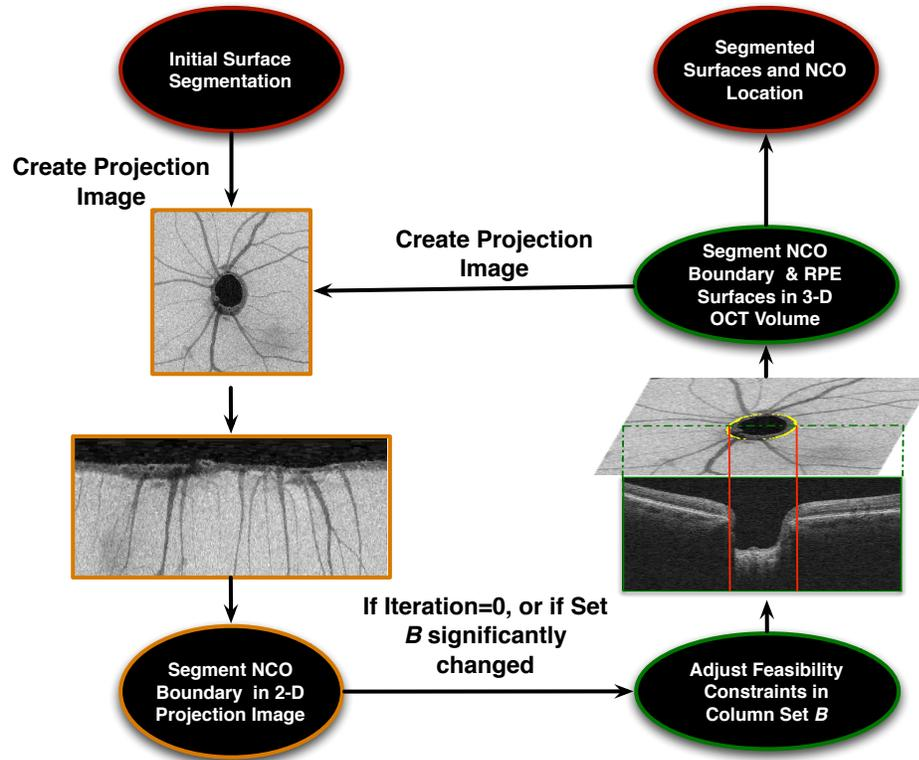 Initial Surface
Segmentation
Create Projection
Image
Segment NCO
Boundary in 2-D
Projection Image
If Iteration=0, or if Set
B significantly
changed
Adjust Feasibility
Constraints in
Column Set B
Segment NCO
Boundary & RPE
Surfaces in 3-D
OCT Volume
Create Projection
Image
Segmented
Surfaces and NCO
Location